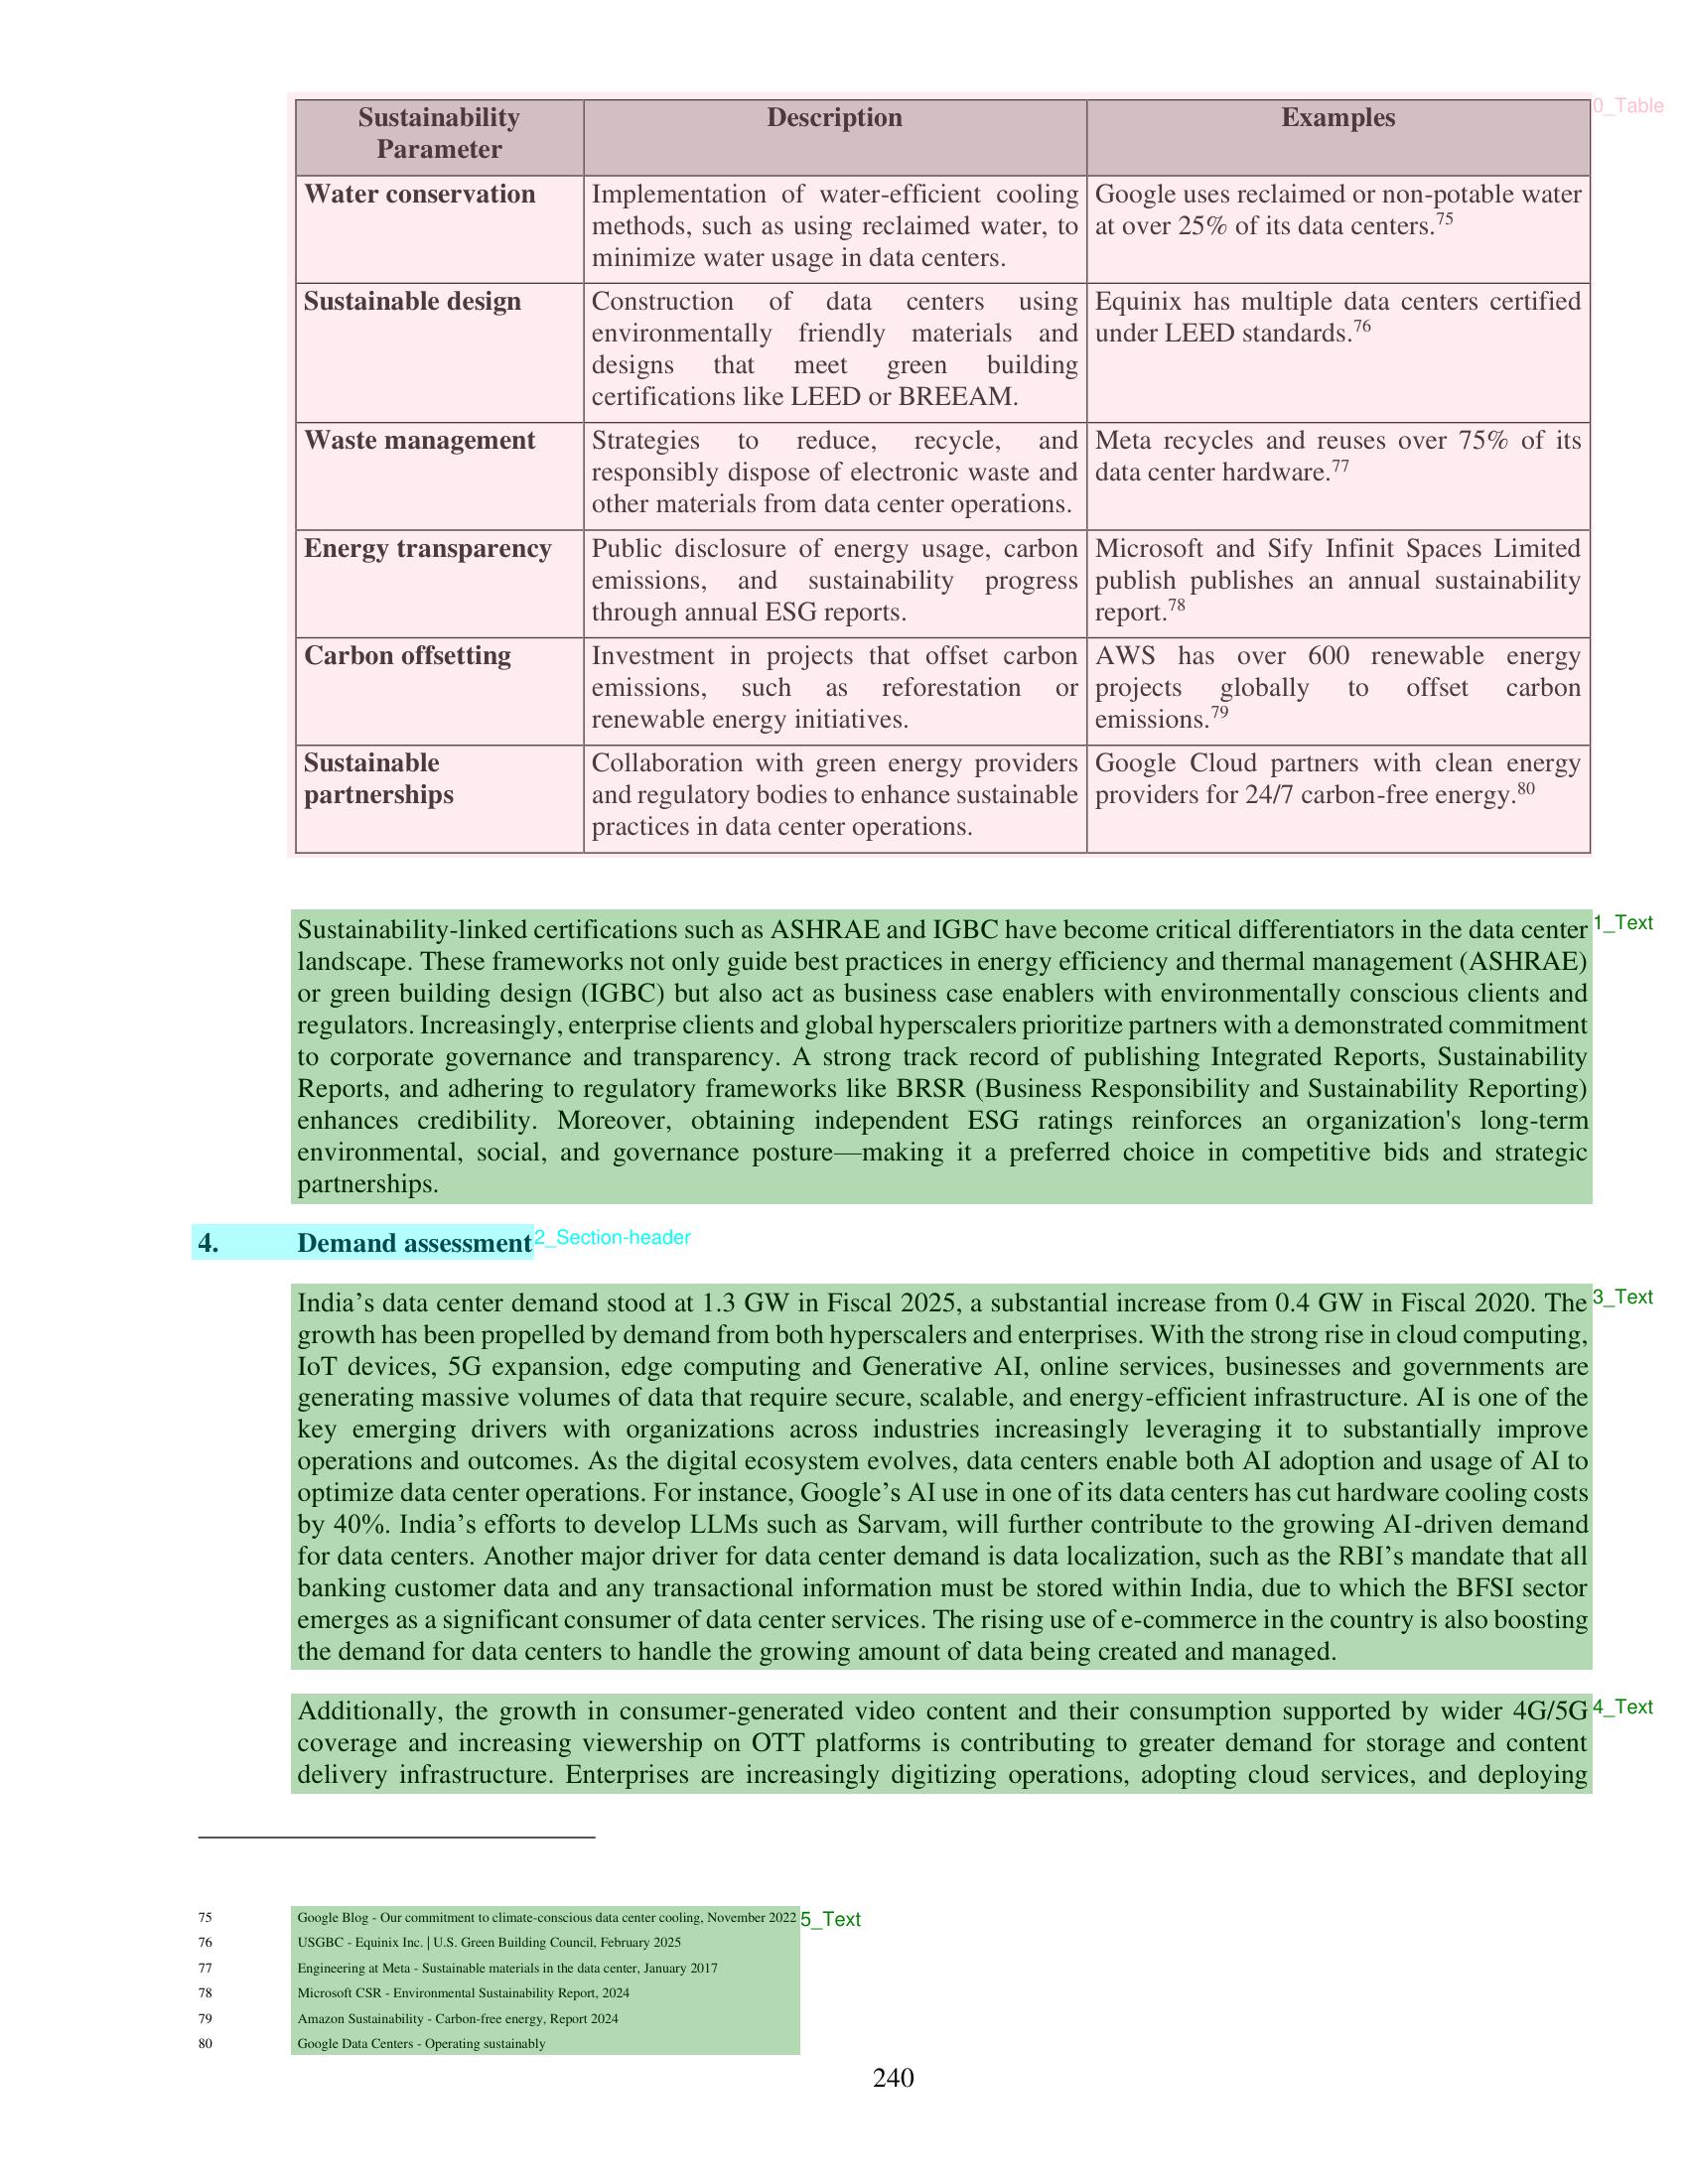 Sustainability Parameter Description Examples 0_Table
Water conservation
Implementation of water-efficient cooling
methods, such as using reclaimed water, to
minimize water usage in data centers.
Google uses reclaimed or non-potable water
at over 25% of its data centers.75
Sustainable design
Construction of data centers using
environmentally friendly materials and
designs that meet green building
certifications like LEED or BREEAM.
Equinix has multiple data centers certified
under LEED standards.76
Waste management
Strategies to reduce, recycle, and
responsibly dispose of electronic waste and
other materials from data center operations.
Meta recycles and reuses over 75% of its
data center hardware.77
Energy transparency
Public disclosure of energy usage, carbon
emissions, and sustainability progress
through annual ESG reports.
Microsoft and Sify Infinit Spaces Limited
publish publishes an annual sustainability
report.78
Carbon offsetting
Investment in projects that offset carbon
emissions, such as reforestation or
renewable energy initiatives.
AWS has over 600 renewable energy
projects globally to offset carbon
emissions.79
Sustainable
partnerships
Collaboration with green energy providers
and regulatory bodies to enhance sustainable
practices in data center operations.
Google Cloud partners with clean energy
providers for 24/7 carbon-free energy.80
Sustainability-linked certifications such as ASHRAE and IGBC have become critical differentiators in the data center 1_Text
landscape. These frameworks not only guide best practices in energy efficiency and thermal management (ASHRAE)
or green building design (IGBC) but also act as business case enablers with environmentally conscious clients and
regulators. Increasingly, enterprise clients and global hyperscalers prioritize partners with a demonstrated commitment
to corporate governance and transparency. A strong track record of publishing Integrated Reports, Sustainability
Reports, and adhering to regulatory frameworks like BRSR (Business Responsibility and Sustainability Reporting)
enhances credibility. Moreover, obtaining independent ESG ratings reinforces an organization's long-term
environmental, social, and governance posture—making it a preferred choice in competitive bids and strategic
partnerships.
4. Demand assessment 2_Section-header
India’s data center demand stood at 1.3 GW in Fiscal 2025, a substantial increase from 0.4 GW in Fiscal 2020. The 3_Text
growth has been propelled by demand from both hyperscalers and enterprises. With the strong rise in cloud computing,
IoT devices, 5G expansion, edge computing and Generative AI, online services, businesses and governments are
generating massive volumes of data that require secure, scalable, and energy-efficient infrastructure. AI is one of the
key emerging drivers with organizations across industries increasingly leveraging it to substantially improve
operations and outcomes. As the digital ecosystem evolves, data centers enable both AI adoption and usage of AI to
optimize data center operations. For instance, Google’s AI use in one of its data centers has cut hardware cooling costs
by 40%. India’s efforts to develop LLMs such as Sarvam, will further contribute to the growing AI-driven demand
for data centers. Another major driver for data center demand is data localization, such as the RBI’s mandate that all
banking customer data and any transactional information must be stored within India, due to which the BFSI sector
emerges as a significant consumer of data center services. The rising use of e-commerce in the country is also boosting
the demand for data centers to handle the growing amount of data being created and managed.
Additionally, the growth in consumer-generated video content and their consumption supported by wider 4G/5G 4_Text
coverage and increasing viewership on OTT platforms is contributing to greater demand for storage and content
delivery infrastructure. Enterprises are increasingly digitizing operations, adopting cloud services, and deploying
75 Google Blog - Our commitment to climate-conscious data center cooling, November 2022 5_Text
76 USGBC - Equinix Inc. | U.S. Green Building Council, February 2025
77 Engineering at Meta - Sustainable materials in the data center, January 2017
78 Microsoft CSR - Environmental Sustainability Report, 2024
79 Amazon Sustainability - Carbon-free energy, Report 2024
80 Google Data Centers - Operating sustainably
240